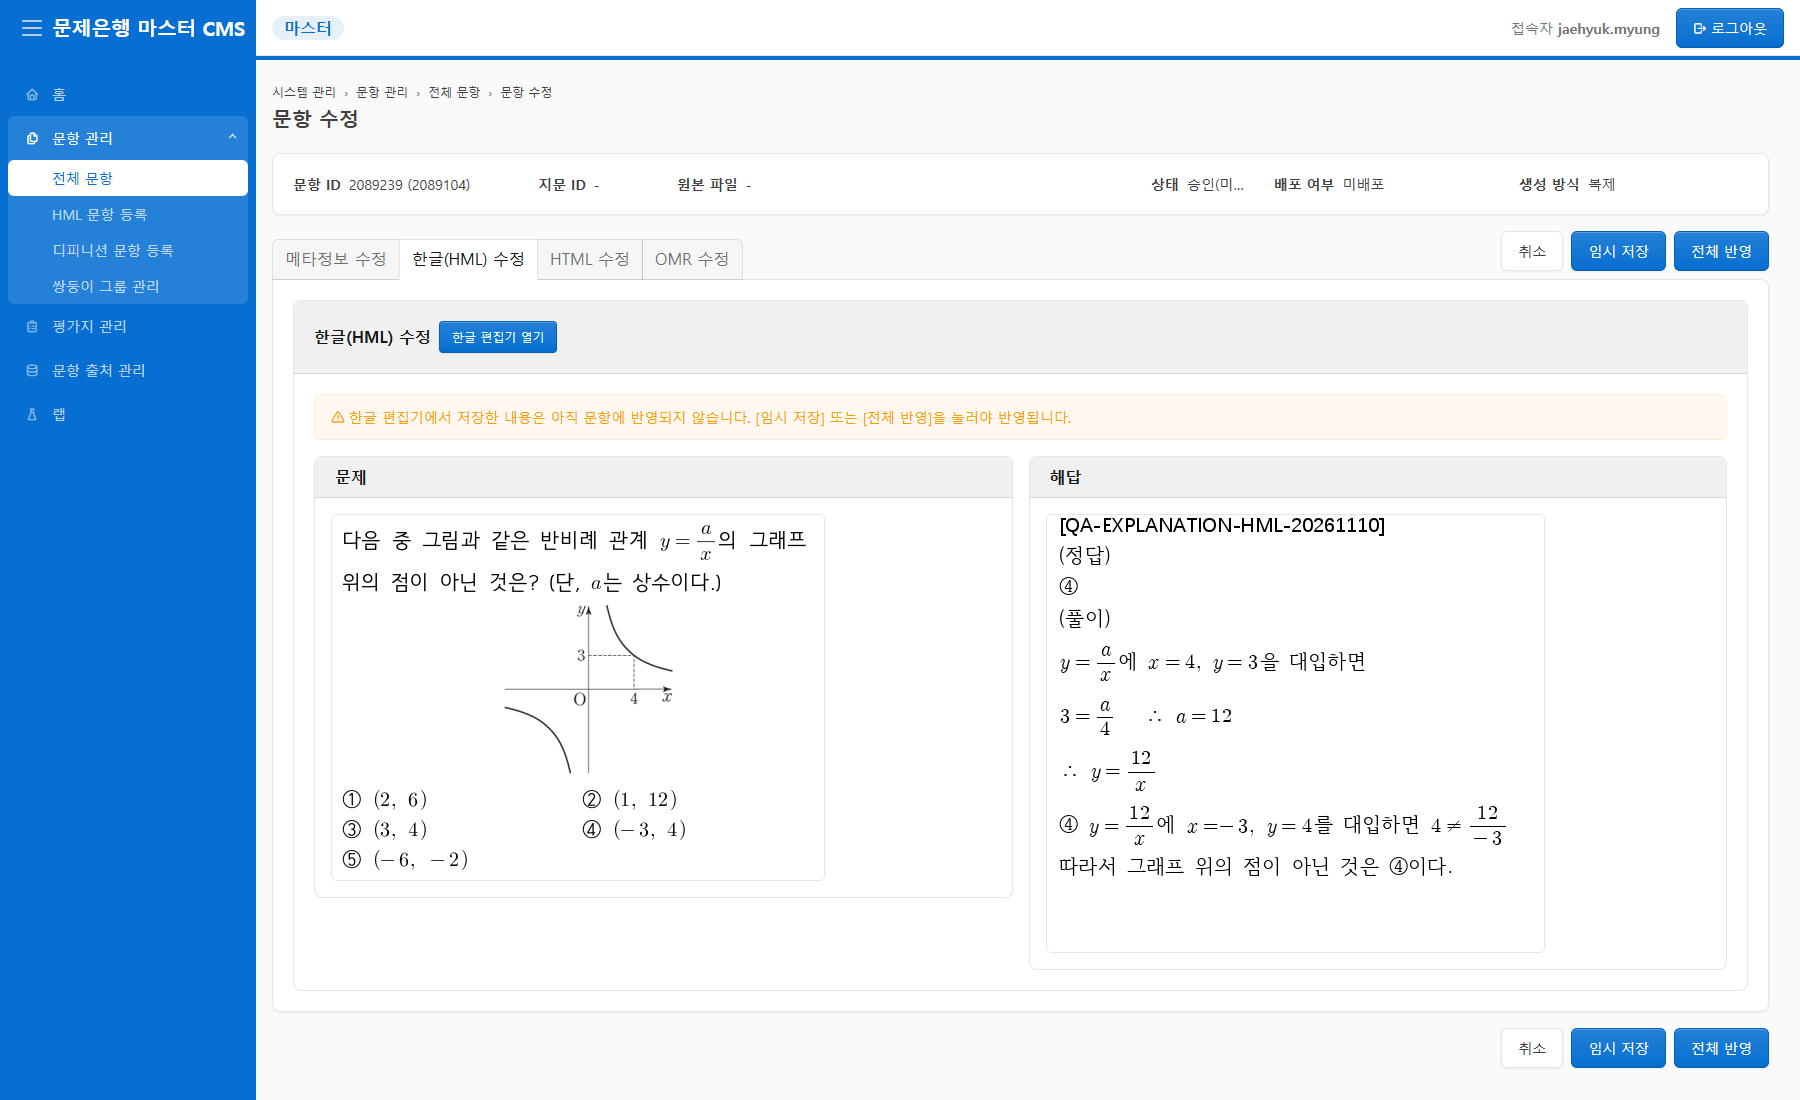 문제은행 마스터 CMS
마스터
접속자 jaehyuk.myung
로그아웃
홈
문항 관리
전체 문항
HML 문항 등록
디피니션 문항 등록
쌍둥이 그룹 관리
평가지 관리
문항 출처 관리
랩
시스템 관리 › 문항 관리 › 전체 문항 › 문항 수정
문항 수정
문항 ID 2089239 (2089104) 지문 ID - 원본 파일 - 상태 승인(미... 배포 여부 미배포 생성 방식 복제
메타정보 수정 한글(HML) 수정 HTML 수정 OMR 수정
취소 임시 저장 전체 반영
한글(HML) 수정 한글 편집기 열기
한글 편집기에서 저장한 내용은 아직 문항에 반영되지 않습니다. [임시 저장] 또는 [전체 반영]을 눌러야 반영됩니다.
문제
다음 중 그림과 같은 반비례 관계 y = a/x의 그래프
위의 점이 아닌 것은? (단, a는 상수이다.)
y
3
O 4 x
① (2, 6) ② (1, 12)
③ (3, 4) ④ (−3, 4)
⑤ (−6, −2)
해답
[QA-EXPLANATION-HML-20261110]
(정답)
④
(풀이)
y = a/x에 x = 4, y = 3을 대입하면
3 = a/4 ∴ a = 12
∴ y = 12/x
④ y = 12/x에 x = −3, y = 4를 대입하면 4 ≠ 12/−3
따라서 그래프 위의 점이 아닌 것은 ④이다.
취소 임시 저장 전체 반영